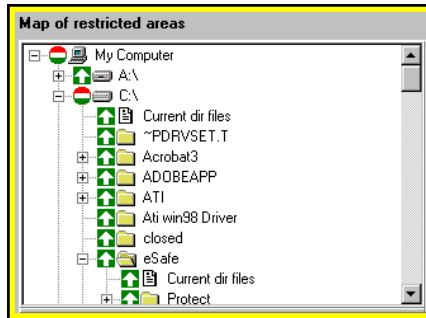 Map of restricted areas
My Computer
A:\
C:\
Current dir files
~PDRVSET.T
Acrobat3
ADOBEAPP
ATI
Ati win98 Driver
closed
eSafe
Current dir files
Protect